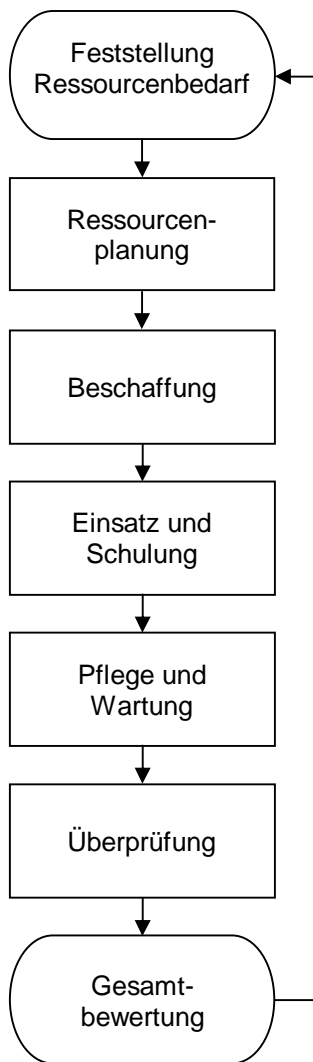 Feststellung
Ressourcenbedarf
Ressourcen-
planung
Beschaffung
Einsatz und
Schulung
Pflege und
Wartung
Überprüfung
Gesamt-
bewertung